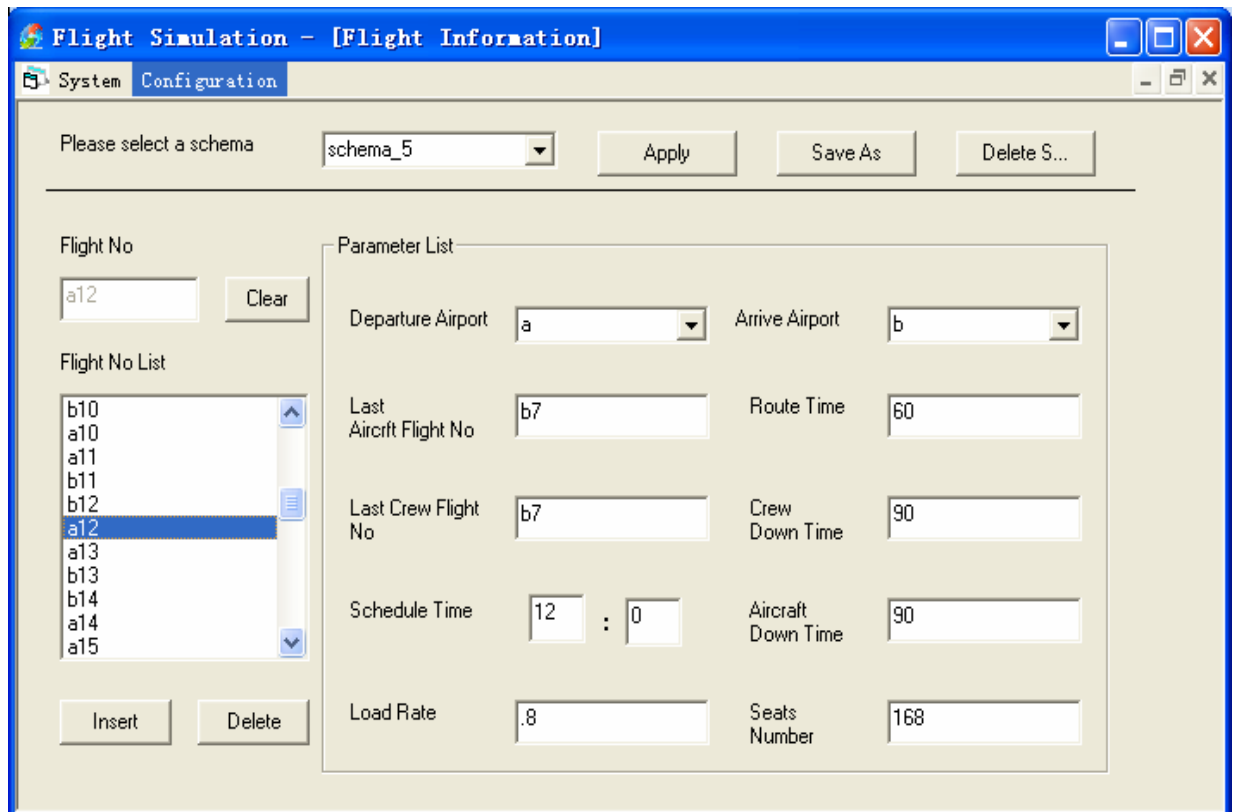 Flight Simulation - [Flight Information]
System Configuration
Please select a schema
schema_5
Apply
Save As
Delete S...
Flight No
a12
Clear
Flight No List
b10
a10
a11
b11
b12
a12
a13
b13
b14
a14
a15
Insert
Delete
Parameter List
Departure Airport
a
Arrive Airport
b
Last
Aircrft Flight No
b7
Route Time
60
Last Crew Flight
No
b7
Crew
Down Time
90
Schedule Time
12 : 0
Aircraft
Down Time
90
Load Rate
.8
Seats
Number
168